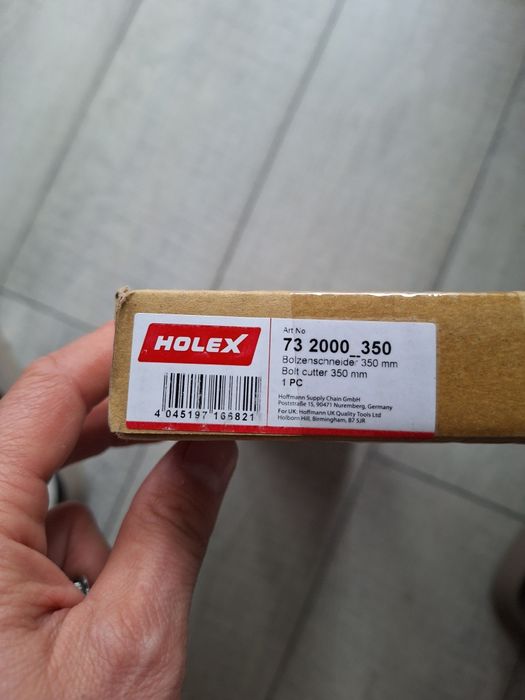 HOLEX
4 045197 166821
Art No
73 2000_350
Bolzenschneider 350 mm
Bolt cutter 350 mm
1 PC
Hoffmann Supply Chain GmbH
Poststraße 15, 90471 Nuremberg, Germany
For UK: Hoffmann UK Quality Tools Ltd
Holborn Hill, Birmingham, B7 5JR